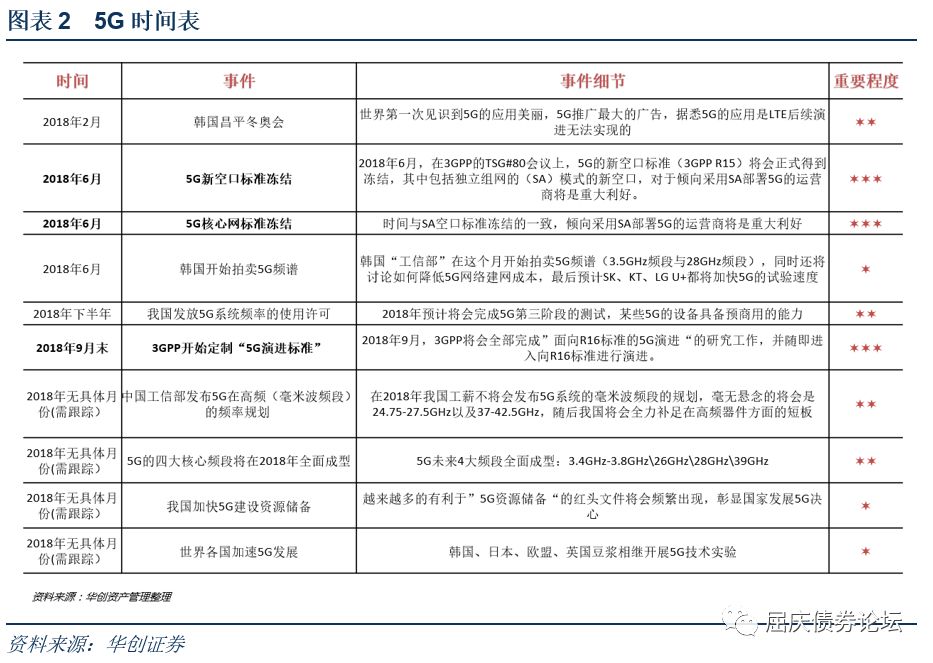 图表 2 5G 时间表
时间 事件 事件细节 重要程度
2018年2月 韩国昌平冬奥会 世界第一次见识到5G的应用美丽，5G推广最大的广告，据悉5G的应用是LTE后续演
进无法实现的 ★★
2018年6月 5G新空口标准冻结 2018年6月，在3GPP的TSG#80会议上，5G的新空口标准（3GPP R15）将会正式得到
冻结，其中包括独立组网的（SA）模式的新空口，对于倾向采用SA部署5G的运营
商将是重大利好。 ★★★
2018年6月 5G核心网标准冻结 时间与SA空口标准冻结的一致，倾向采用SA部署5G的运营商将是重大利好 ★★★
2018年6月 韩国开始拍卖5G频谱 韩国“工信部”在这个月开始拍卖5G频谱（3.5GHz频段与28GHz频段），同时还将
讨论如何降低5G网络建网成本，最后预计SK、KT、LG U+都将加快5G的试验速度 ★
2018年下半年 我国发放5G系统频率的使用许可 2018年预计将会完成5G第三阶段的测试，某些5G的设备具备预商用的能力 ★★
2018年9月末 3GPP开始定制“5G演进标准” 2018年9月，3GPP将会全部完成”面向R16标准的5G演进“的研究工作，并随即进
入向R16标准进行演进。 ★★★
2018年无具体月
份(需跟踪） 中国工信部发布5G在高频（毫米波频段）
的频率规划 在2018年我国工薪不将会发布5G系统的毫米波频段的规划，毫无悬念的将会是
24.75-27.5GHz以及37-42.5GHz，随后我国将会全力补足在高频器件方面的短板 ★★
2018年无具体月
份(需跟踪） 5G的四大核心频段将在2018年全面成型 5G未来4大频段全面成型：3.4GHz-3.8GHz\26GHz\28GHz\39GHz ★★
2018年无具体月
份(需跟踪） 我国加快5G建设资源储备 越来越多的有利于”5G资源储备“的红头文件将会频繁出现，彰显国家发展5G决
心 ★
2018年无具体月
份(需跟踪） 世界各国加速5G发展 韩国、日本、欧盟、英国豆浆相继开展5G技术实验 ★
资料来源：华创资产管理整理
屈庆债券论坛
资料来源：华创证券